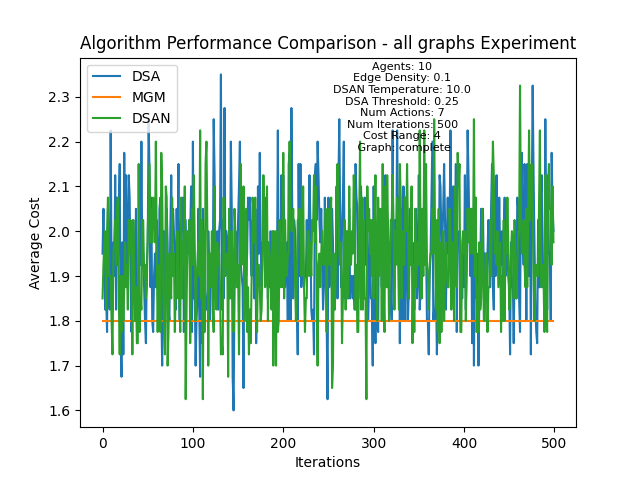 Algorithm Performance Comparison - all graphs Experiment
DSA
MGM
DSAN
Agents: 10
Edge Density: 0.1
DSAN Temperature: 10.0
DSA Threshold: 0.25
Num Actions: 7
Num Iterations: 500
Cost Range: 4
Graph: complete
Average Cost
2.3
2.2
2.1
2.0
1.9
1.8
1.7
1.6
0
100
200
300
400
500
Iterations